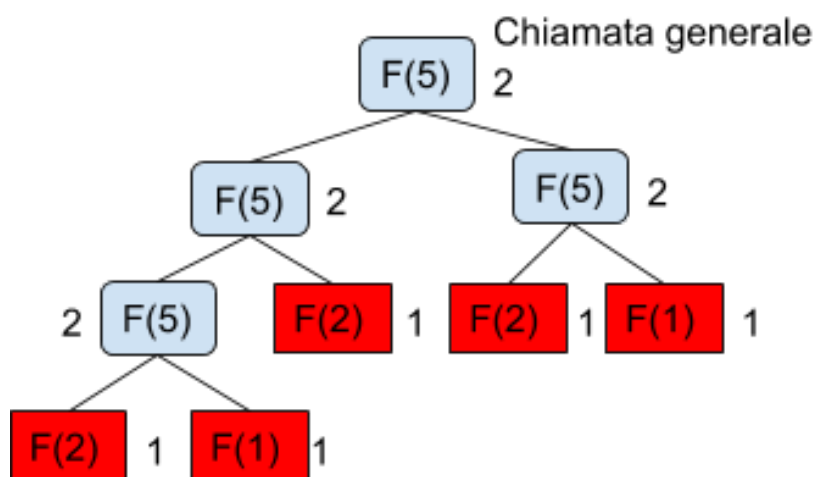 Chiamata generale
F(5) 2
F(5) 2 F(5) 2
2 F(5) F(2) 1 F(2) 1 F(1) 1
F(2) 1 F(1) 1